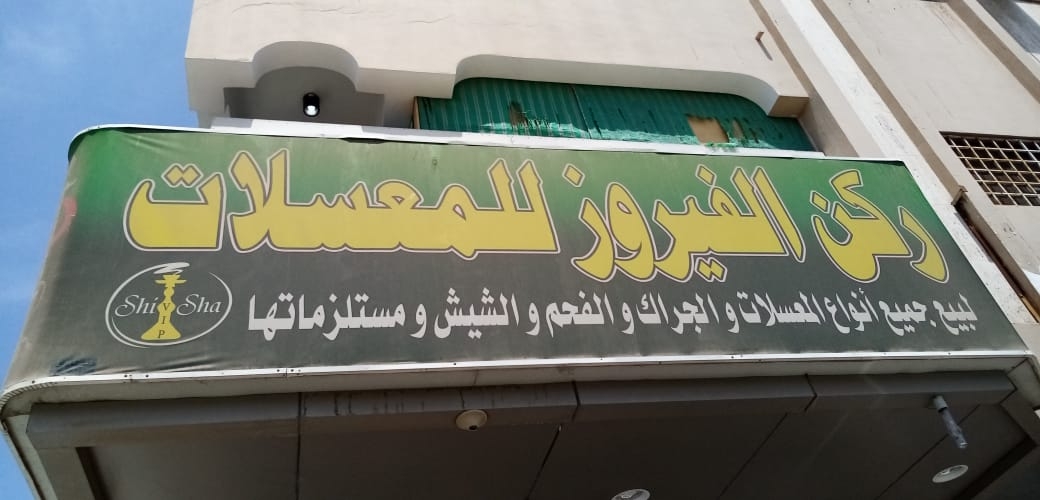 ركن الفيروز للمعسلات
لبيع جميع أنواع المعسلات و الجراك و الفحم و الشيش و مستلزماتها
Shi Sha
VIP